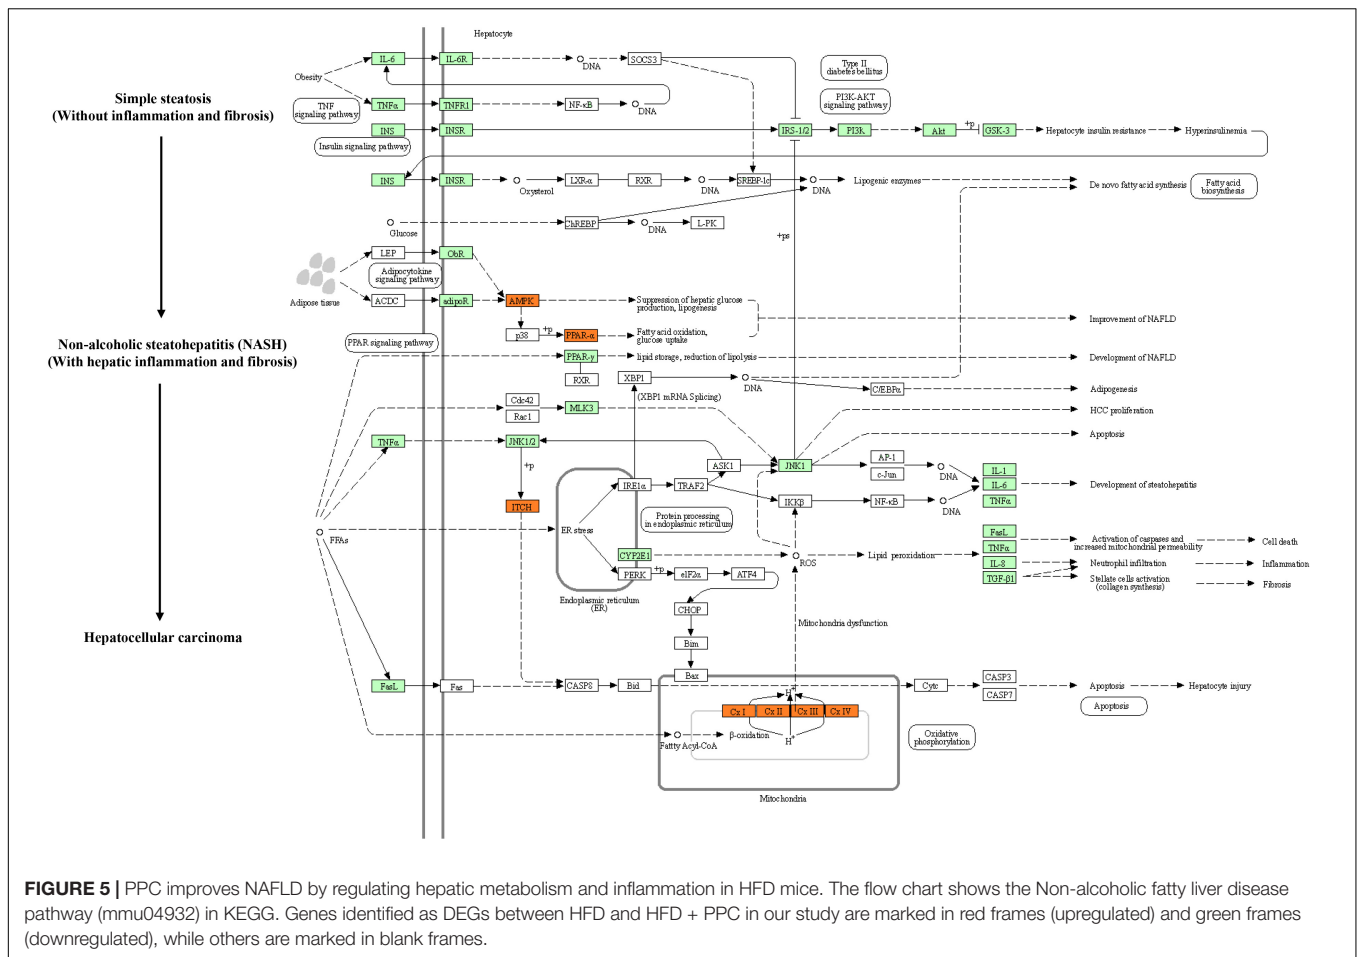 Hepatocyte
IL-6
IL-6R
DNA
SOCS3
Type II
diabetes bellitus
Obesity
TNF
signaling pathway
TNFα
TNFR1
NF-κB
DNA
PI3K-AKT
signaling pathway
Simple steatosis
(Without inflammation and fibrosis)
INS
INSR
IRS-1/2
PI3K
Akt
+p
GSK-3
Hepatocyte insulin resistance
Hyperinsulinemia
Insulin signaling pathway
INS
INSR
Oxysterol
LXR-α
RXR
DNA
SREBP-1c
DNA
Lipogenic enzymes
De novo fatty acid synthesis
Fatty acid
biosynthesis
Glucose
ChREBP
DNA
L-PK
+ps
LEP
ObR
Adipocytokine
signaling pathway
Adipose tissue
ACDC
adipoR
AMPK
Suppression of hepatic glucose
production, lipogenesis
Improvement of NAFLD
p38
+p
PPAR-α
Fatty acid oxidation,
glucose uptake
Non-alcoholic steatohepatitis (NASH)
(With hepatic inflammation and fibrosis)
PPAR signaling pathway
PPAR-γ
lipid storage, reduction of lipolysis
Development of NAFLD
RXR
XBP1
DNA
(XBP1 mRNA Splicing)
C/EBPα
Adipogenesis
Cdc42
Rac1
MLK3
HCC proliferation
Apoptosis
TNFα
JNK1/2
+p
ASK1
JNK1
AP-1
c-Jun
DNA
IL-1
IL-6
TNFα
Development of steatohepatitis
ITCH
IRE1α
TRAF2
IKKβ
NF-κB
DNA
FFAs
ER stress
Protein processing
in endoplasmic reticulum
CYP2E1
ROS
Lipid peroxidation
FasL
TNFα
IL-8
TGF-β1
Activation of caspases and
increased mitochondrial permeability
Cell death
Neutrophil infiltration
Inflammation
Stellate cells activation
(collagen synthesis)
Fibrosis
PERK
+p
eIF2α
ATF4
Endoplasmic reticulum
(ER)
CHOP
Mitochondria dysfunction
Hepatocellular carcinoma
Bim
Bax
FasL
Fas
CASP8
Bid
Cytc
CASP3
CASP7
Apoptosis
Hepatocyte injury
Apoptosis
H+
Cx I
Cx II
Cx III
Cx IV
Fattty Acyl-CoA
β-oxidation
H+
Oxidative
phosphorylation
Mitochondria
FIGURE 5 | PPC improves NAFLD by regulating hepatic metabolism and inflammation in HFD mice. The flow chart shows the Non-alcoholic fatty liver disease
pathway (mmu04932) in KEGG. Genes identified as DEGs between HFD and HFD + PPC in our study are marked in red frames (upregulated) and green frames
(downregulated), while others are marked in blank frames.